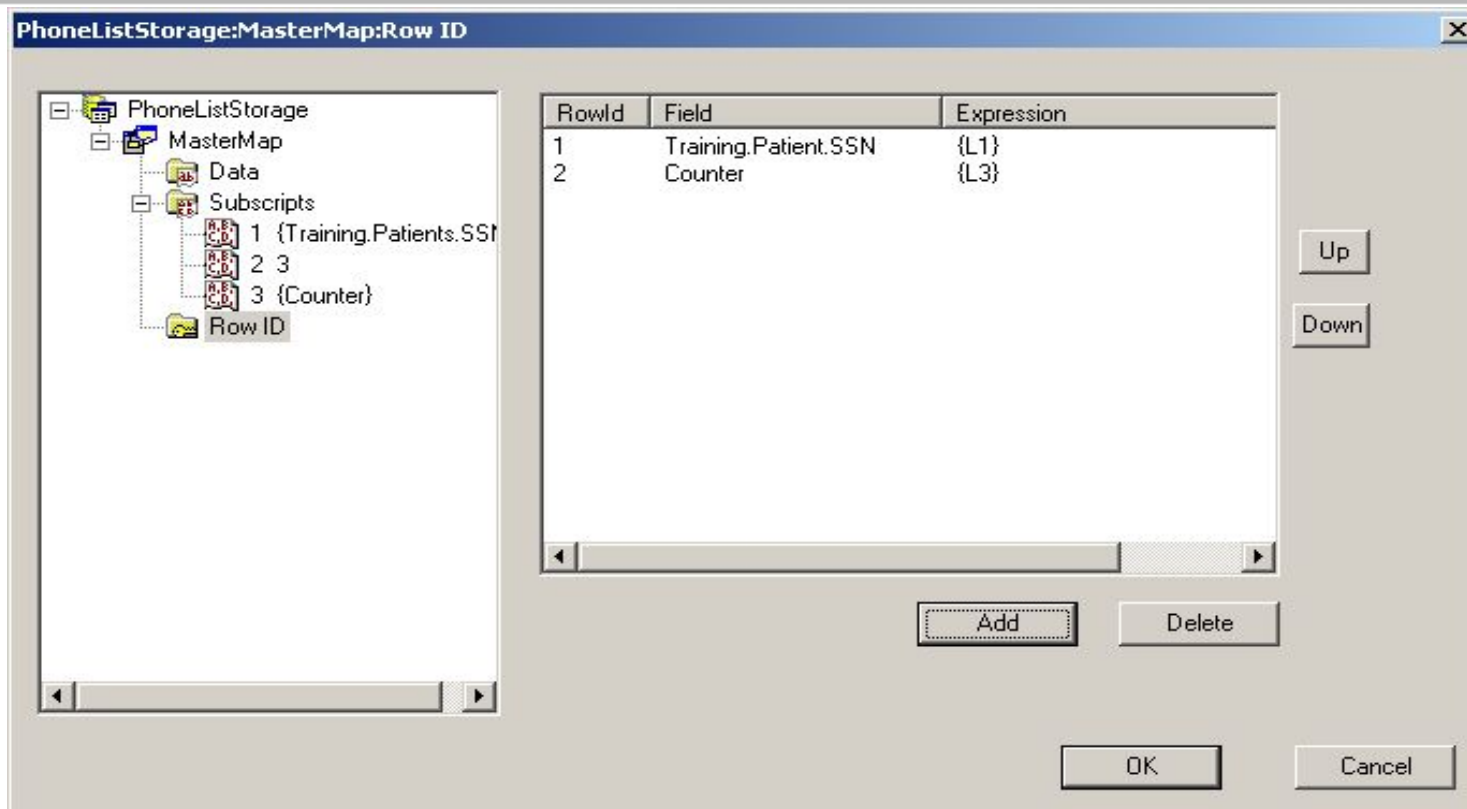 PhoneListStorage:MasterMap:Row ID
PhoneListStorage
MasterMap
Data
Subscripts
1 {Training.Patients.SSN
2 3
3 {Counter}
Row ID
RowId Field Expression
1 Training.Patient.SSN {L1}
2 Counter {L3}
Up
Down
Add Delete
OK Cancel